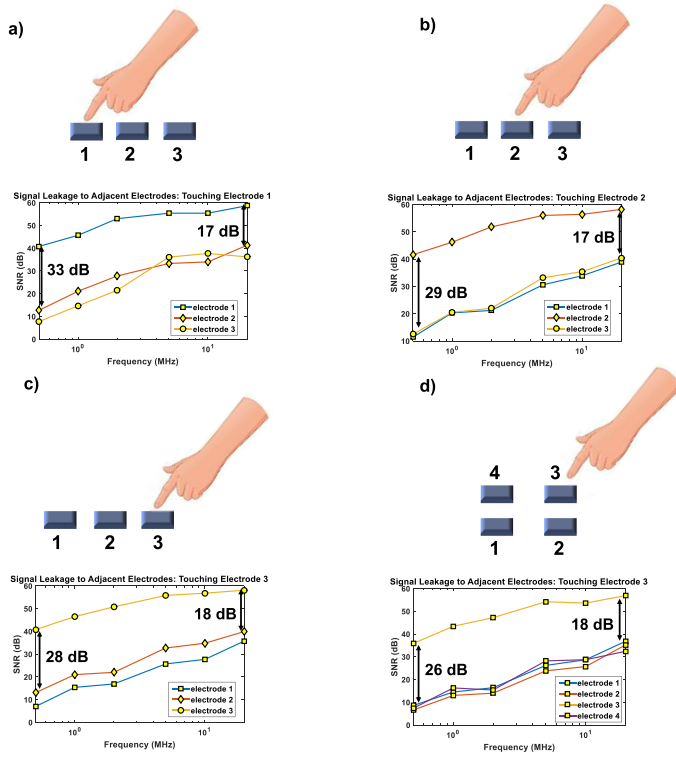 a)
1 2 3
Signal Leakage to Adjacent Electrodes: Touching Electrode 1
SNR (dB)
60
50
40
30
20
10
0
33 dB
17 dB
electrode 1
electrode 2
electrode 3
10^0 10^1
Frequency (MHz)
b)
1 2 3
Signal Leakage to Adjacent Electrodes: Touching Electrode 2
SNR (dB)
60
50
40
30
20
10
29 dB
17 dB
electrode 1
electrode 2
electrode 3
10^0 10^1
Frequency (MHz)
c)
1 2 3
Signal Leakage to Adjacent Electrodes: Touching Electrode 3
SNR (dB)
60
50
40
30
20
10
0
28 dB
18 dB
electrode 1
electrode 2
electrode 3
10^0 10^1
Frequency (MHz)
d)
4 3
1 2
Signal Leakage to Adjacent Electrodes: Touching Electrode 3
SNR (dB)
60
50
40
30
20
10
0
26 dB
18 dB
electrode 1
electrode 2
electrode 3
electrode 4
10^0 10^1
Frequency (MHz)